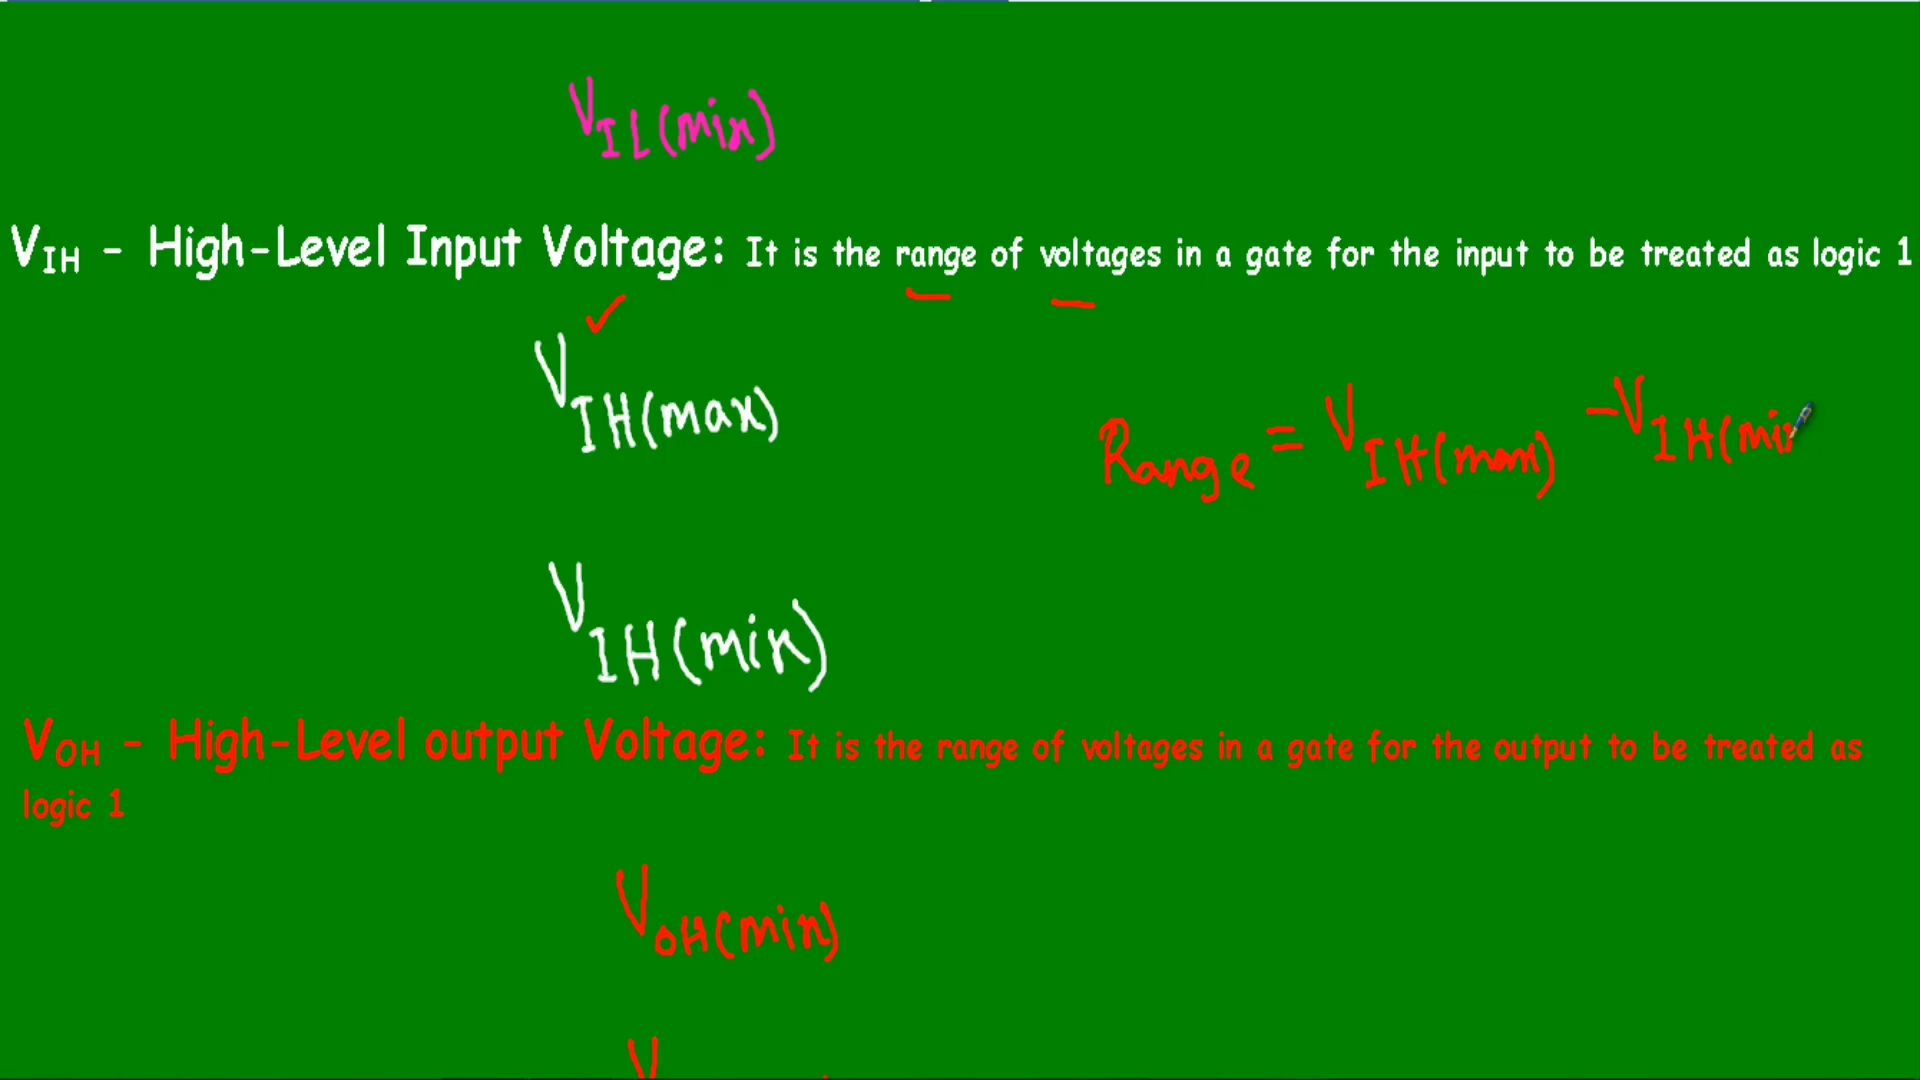 VIL(min)
VIH - High-Level Input Voltage: It is the range of voltages in a gate for the input to be treated as logic 1
VIH(max)
Range = VIH(max) -VIH(min
VIH(min)
VOH - High-Level output Voltage: It is the range of voltages in a gate for the output to be treated as
logic 1
VOH(min)
V